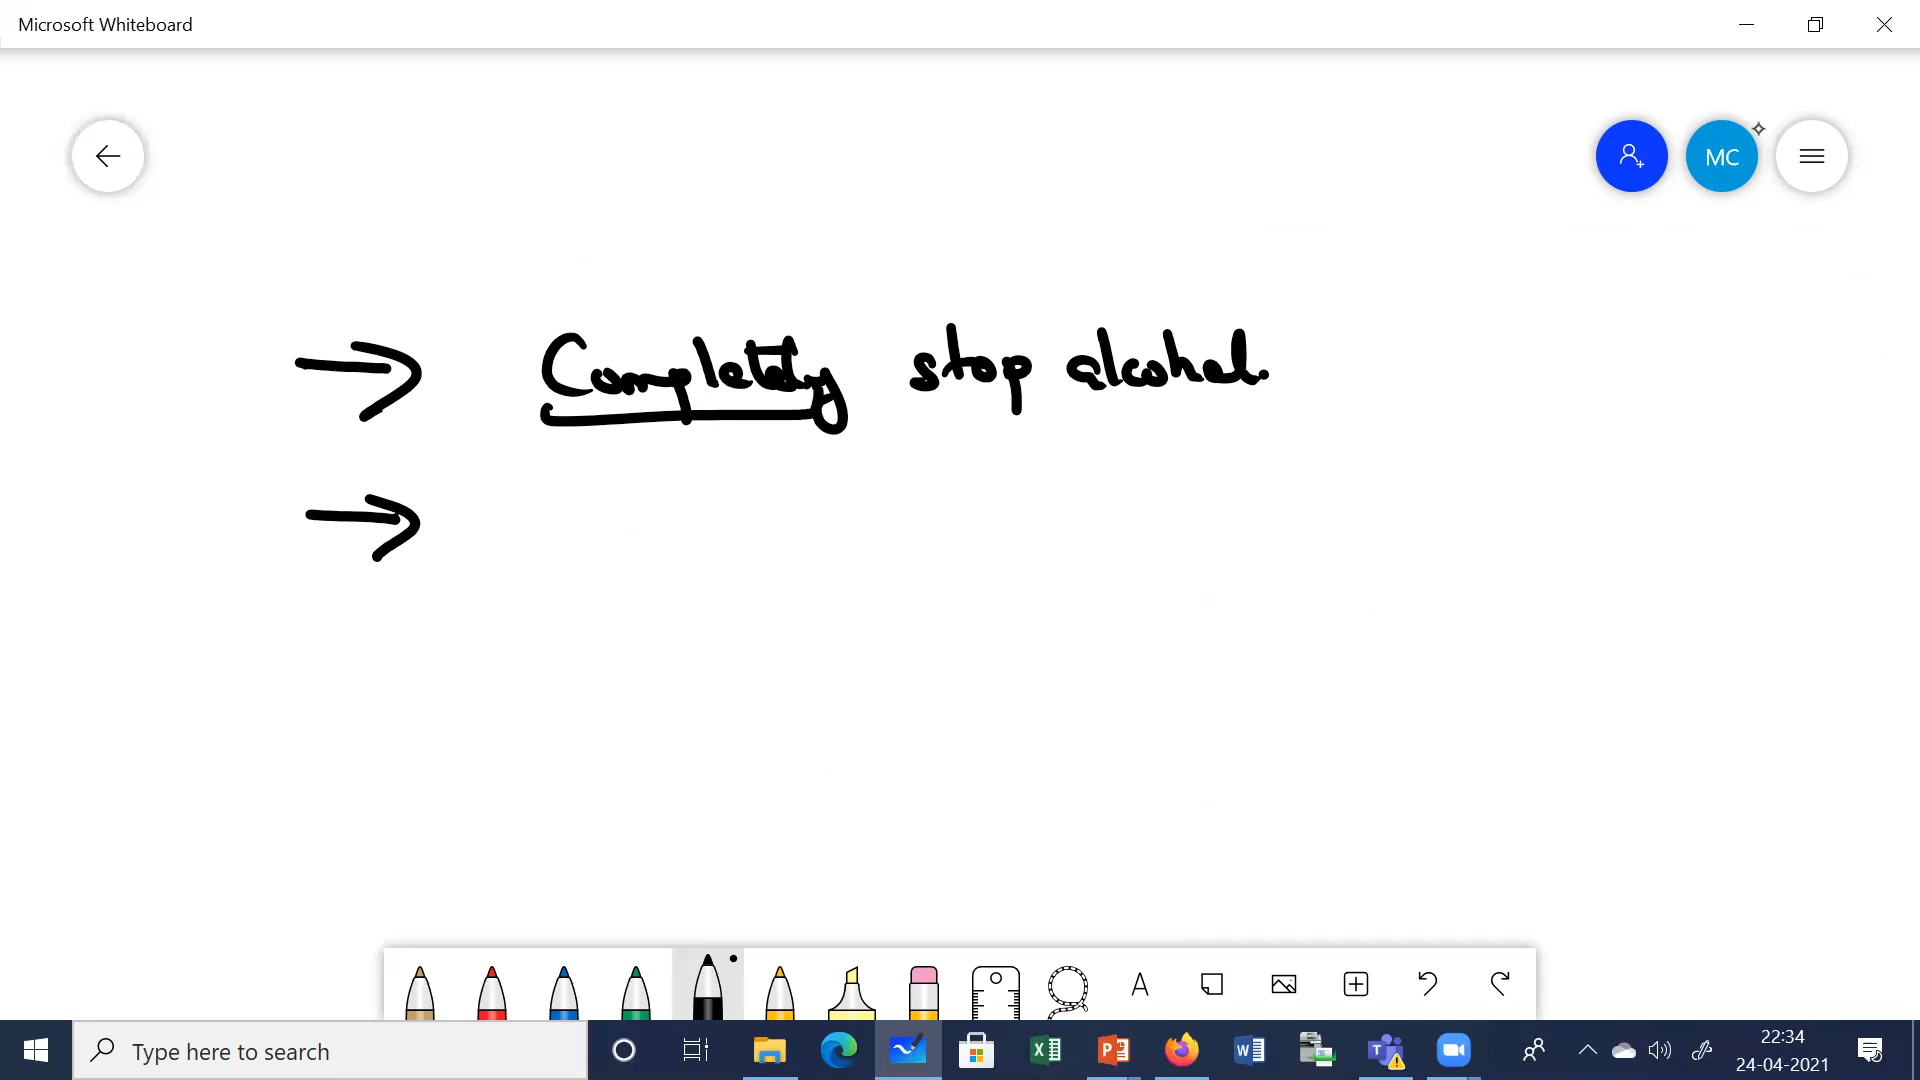 Microsoft Whiteboard
MC
→ Completely stop alcohol.
→
A
Type here to search
22:34
24-04-2021